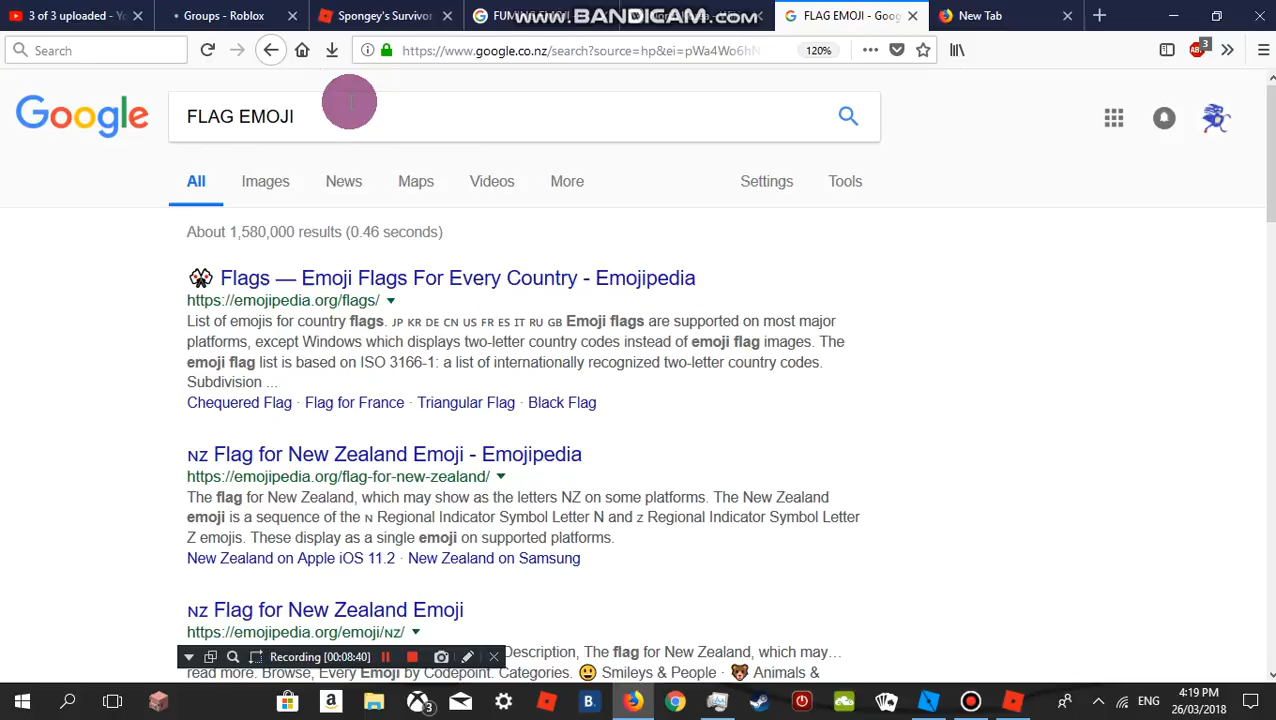 3 of 3 uploaded - Yo
Groups - Roblox
Spongey's Survivor
FUMING EMOJI
www.BANDICAM.com
FLAG EMOJI - Goog
New Tab
Search
https://www.google.co.nz/search?source=hp&ei=pWa4Wo6hN
120%
3
Google
FLAG EMOJI
All
Images
News
Maps
Videos
More
Settings
Tools
About 1,580,000 results (0.46 seconds)
Flags — Emoji Flags For Every Country - Emojipedia
https://emojipedia.org/flags/
List of emojis for country flags. JP KR DE CN US FR ES IT RU GB Emoji flags are supported on most major
platforms, except Windows which displays two-letter country codes instead of emoji flag images. The
emoji flag list is based on ISO 3166-1: a list of internationally recognized two-letter country codes.
Subdivision ...
Chequered Flag · Flag for France · Triangular Flag · Black Flag
NZ Flag for New Zealand Emoji - Emojipedia
https://emojipedia.org/flag-for-new-zealand/
The flag for New Zealand, which may show as the letters NZ on some platforms. The New Zealand
emoji is a sequence of the N Regional Indicator Symbol Letter N and Z Regional Indicator Symbol Letter
Z emojis. These display as a single emoji on supported platforms.
New Zealand on Apple iOS 11.2 · New Zealand on Samsung
NZ Flag for New Zealand Emoji
https://emojipedia.org/emoji/NZ/
Recording [00:08:40]
Description, The flag for New Zealand, which may…
read more. Browse, Every Emoji by Codepoint. Categories. 😃 Smileys & People · 🐻 Animals &
3
B.
ENG
4:19 PM
26/03/2018